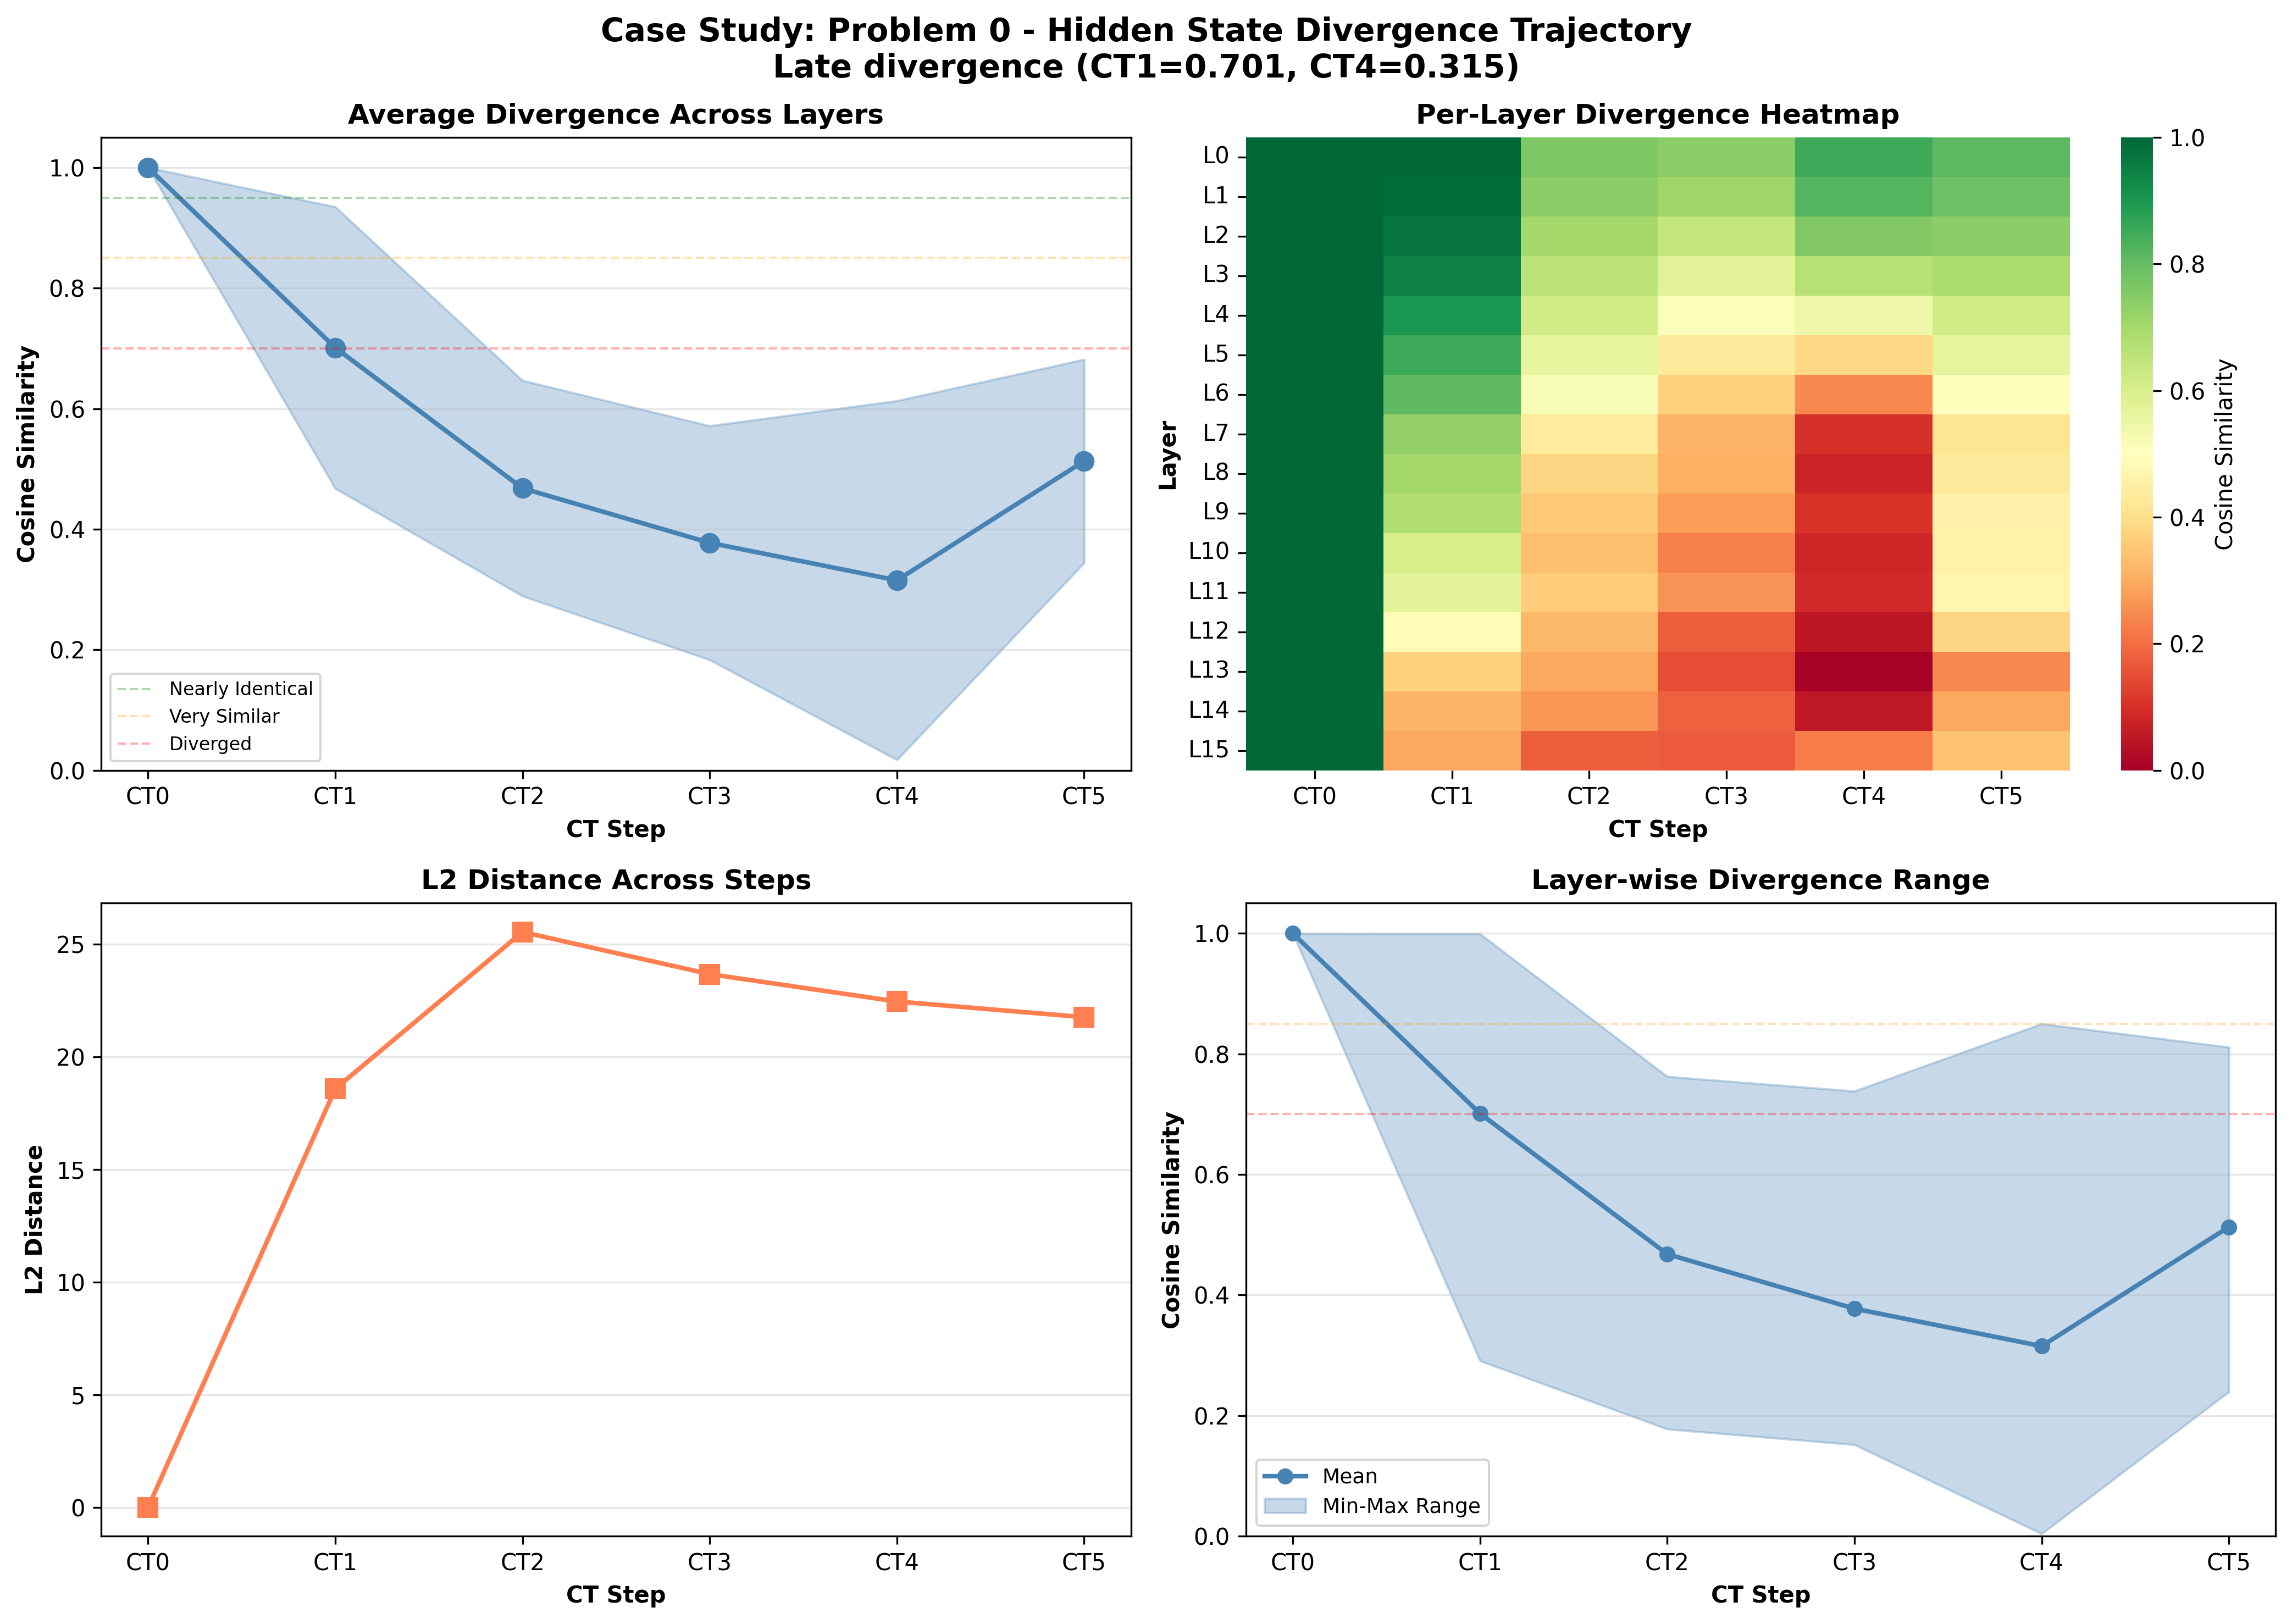 Case Study: Problem 0 - Hidden State Divergence Trajectory
Late divergence (CT1=0.701, CT4=0.315)
Average Divergence Across Layers
Cosine Similarity
1.0
0.8
0.6
0.4
0.2
0.0
Nearly Identical
Very Similar
Diverged
CT0 CT1 CT2 CT3 CT4 CT5
CT Step
Per-Layer Divergence Heatmap
Layer
L0
L1
L2
L3
L4
L5
L6
L7
L8
L9
L10
L11
L12
L13
L14
L15
CT0 CT1 CT2 CT3 CT4 CT5
CT Step
1.0
0.8
0.6
0.4
0.2
0.0
Cosine Similarity
L2 Distance Across Steps
L2 Distance
25
20
15
10
5
0
CT0 CT1 CT2 CT3 CT4 CT5
CT Step
Layer-wise Divergence Range
Cosine Similarity
1.0
0.8
0.6
0.4
0.2
0.0
Mean
Min-Max Range
CT0 CT1 CT2 CT3 CT4 CT5
CT Step